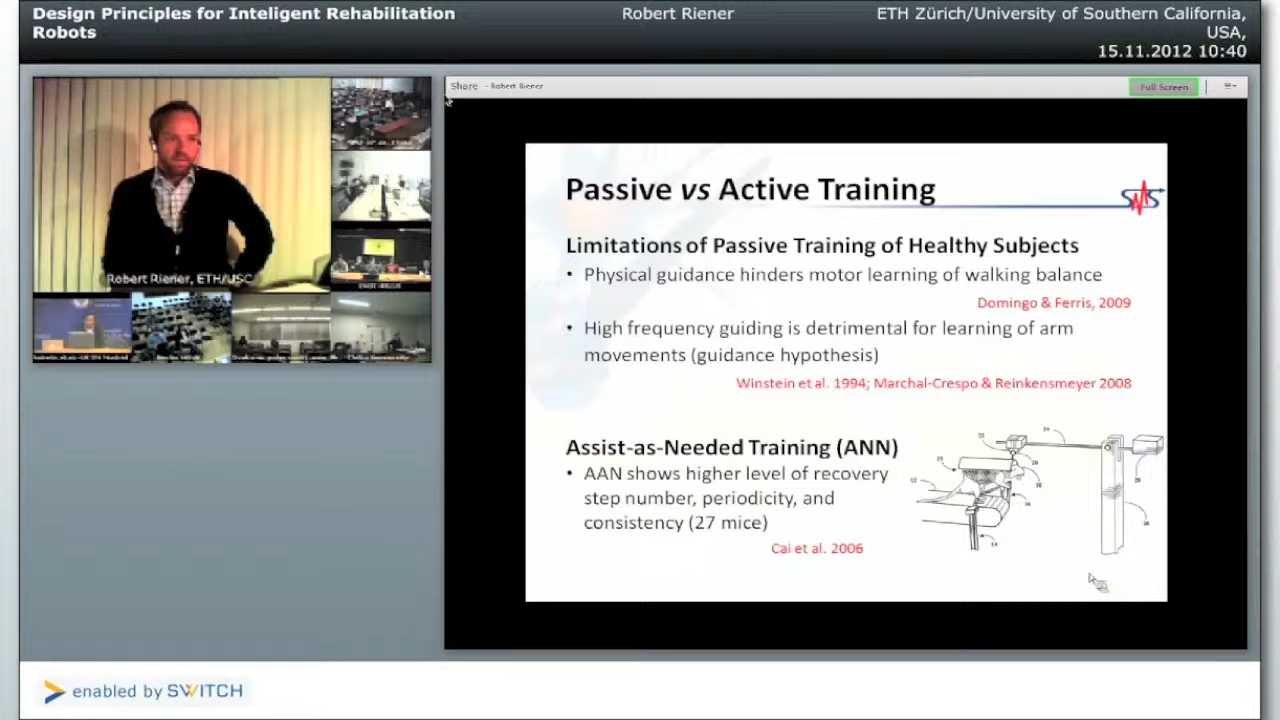 Design Principles for Inteligent Rehabilitation
Robots
Robert Riener
ETH Zürich/University of Southern California,
USA,
15.11.2012 10:40
Share - Robert Riener
Full Screen
Robert Riener, ETH/USC
Passive vs Active Training
SMS
Limitations of Passive Training of Healthy Subjects
• Physical guidance hinders motor learning of walking balance
Domingo & Ferris, 2009
• High frequency guiding is detrimental for learning of arm
movements (guidance hypothesis)
Winstein et al. 1994; Marchal-Crespo & Reinkensmeyer 2008
Assist-as-Needed Training (ANN)
• AAN shows higher level of recovery
step number, periodicity, and
consistency (27 mice)
Cai et al. 2006
enabled by SWITCH